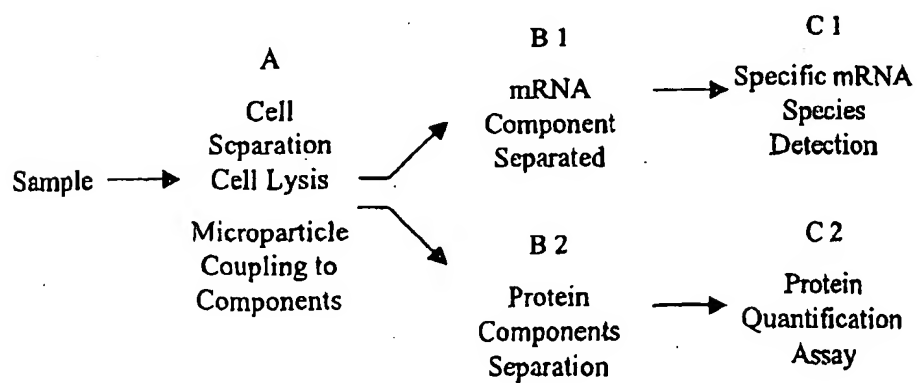 Sample
A
Cell
Separation
Cell Lysis
Microparticle
Coupling to
Components
B 1
mRNA
Component
Separated
C 1
Specific mRNA
Species
Detection
B 2
Protein
Components
Separation
C 2
Protein
Quantification
Assay